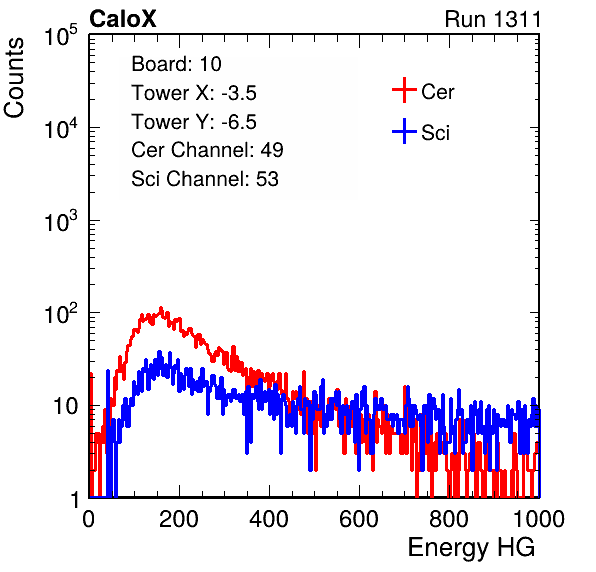 CaloX Run 1311
Counts
Board: 10
Tower X: -3.5
Tower Y: -6.5
Cer Channel: 49
Sci Channel: 53
Cer
Sci
10^5
10^4
10^3
10^2
10
1
0 200 400 600 800 1000
Energy HG